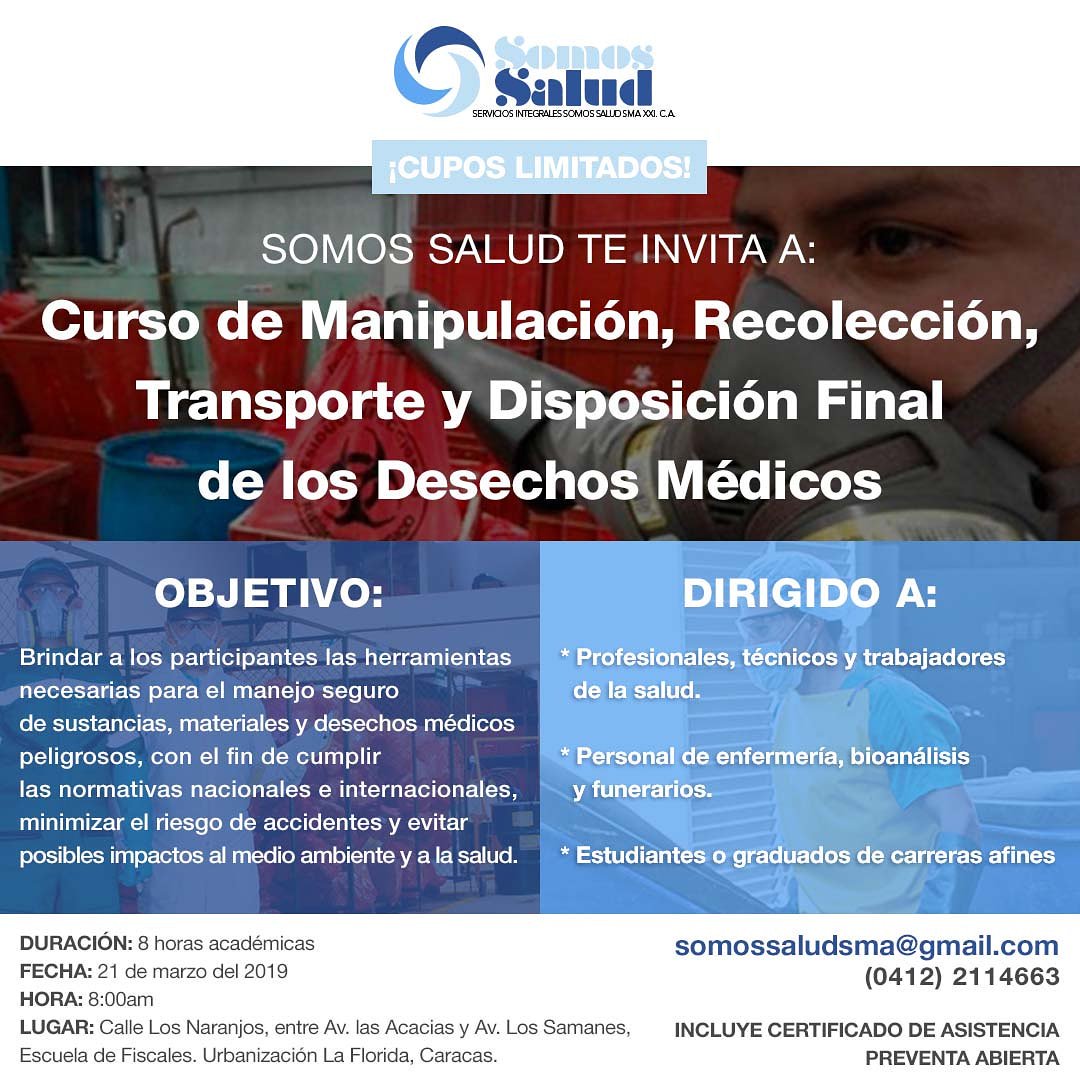 Somos
Salud
SERVICIOS INTEGRALES SOMOS SALUD SMA XXI. C.A.
¡CUPOS LIMITADOS!
SOMOS SALUD TE INVITA A:
Curso de Manipulación, Recolección,
Transporte y Disposición Final
de los Desechos Médicos
OBJETIVO:
Brindar a los participantes las herramientas
necesarias para el manejo seguro
de sustancias, materiales y desechos médicos
peligrosos, con el fin de cumplir
las normativas nacionales e internacionales,
minimizar el riesgo de accidentes y evitar
posibles impactos al medio ambiente y a la salud.
DIRIGIDO A:
* Profesionales, técnicos y trabajadores
de la salud.
* Personal de enfermería, bioanálisis
y funerarios.
* Estudiantes o graduados de carreras afines
DURACIÓN: 8 horas académicas
FECHA: 21 de marzo del 2019
HORA: 8:00am
LUGAR: Calle Los Naranjos, entre Av. las Acacias y Av. Los Samanes,
Escuela de Fiscales. Urbanización La Florida, Caracas.
somossaludsma@gmail.com
(0412) 2114663
INCLUYE CERTIFICADO DE ASISTENCIA
PREVENTA ABIERTA